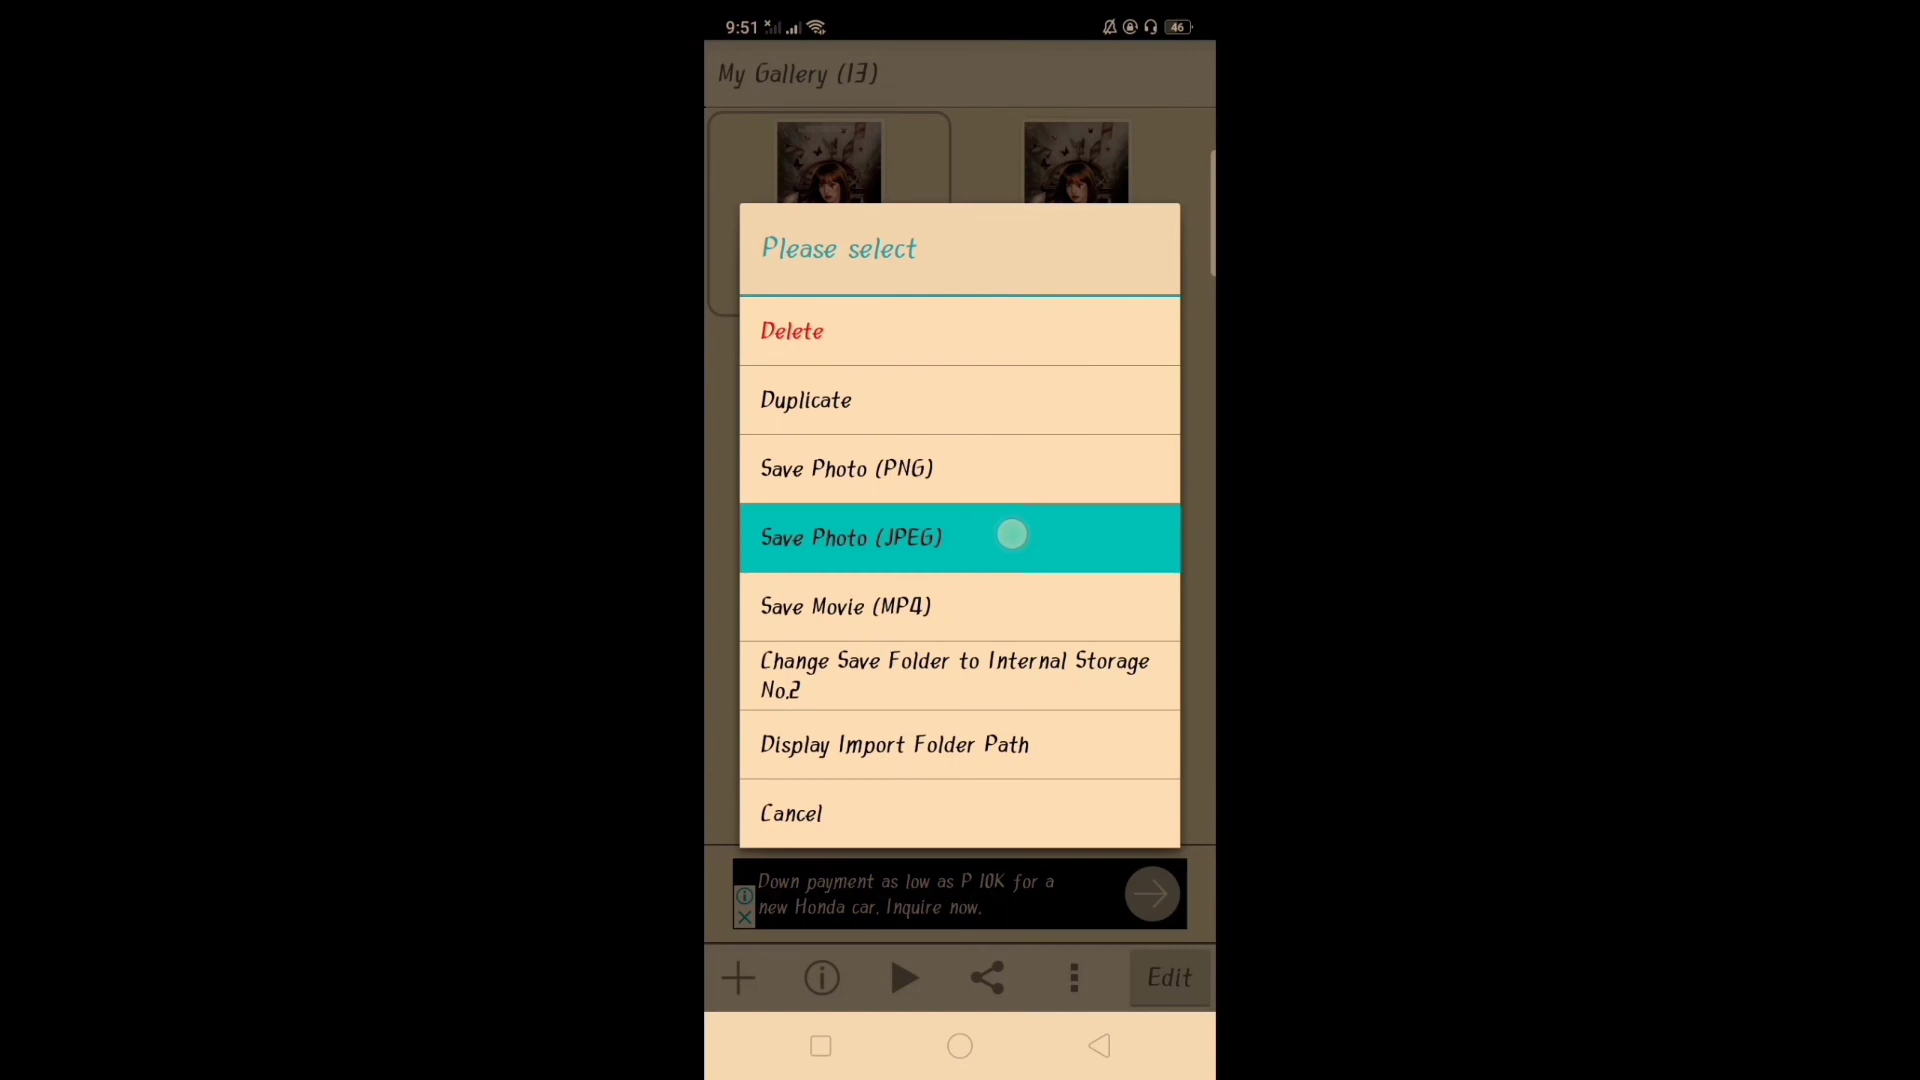 9:51
46
My Gallery (13)
Please select
Delete
Duplicate
Save Photo (PNG)
Save Photo (JPEG)
Save Movie (MP4)
Change Save Folder to Internal Storage
No.2
Display Import Folder Path
Cancel
Down payment as low as P 10K for a
new Honda car. Inquire now.
Edit